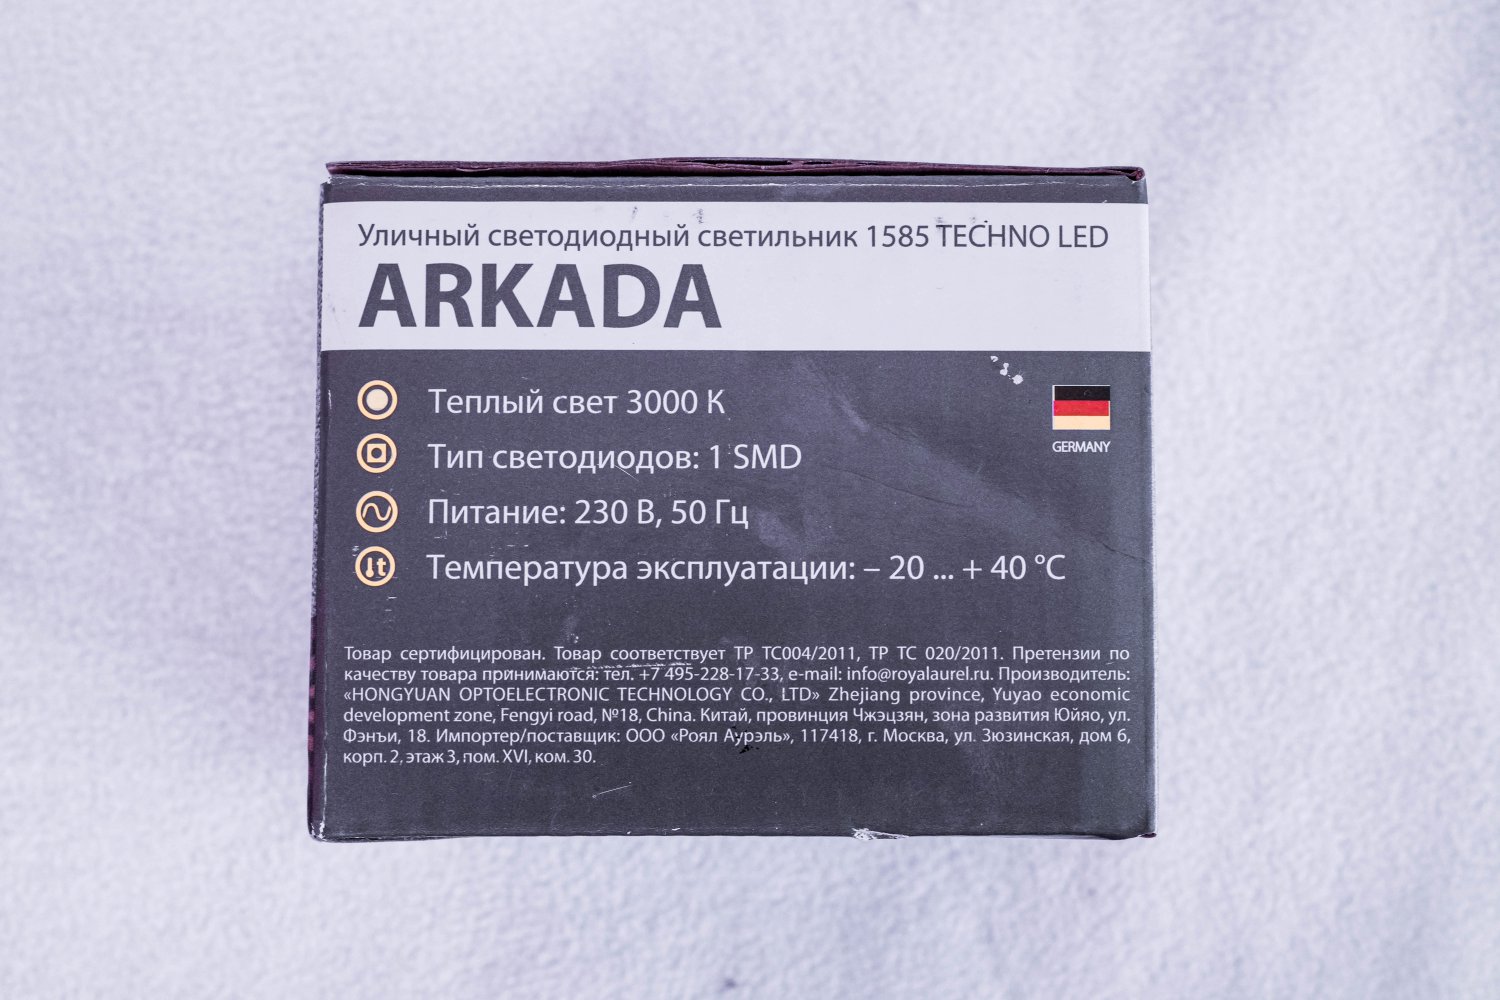 Уличный светодиодный светильник 1585 TECHNO LED
ARKADA
Теплый свет 3000 К
Тип светодиодов: 1 SMD
GERMANY
Питание: 230 В, 50 Гц
Температура эксплуатации: – 20 ... + 40 °С
Товар сертифицирован. Товар соответствует ТР ТС004/2011, ТР ТС 020/2011. Претензии по
качеству товара принимаются: тел. +7 495-228-17-33, e-mail: info@royalaurel.ru. Производитель:
«HONGYUAN OPTOELECTRONIC TECHNOLOGY CO., LTD» Zhejiang province, Yuyao economic
development zone, Fengyi road, №18, China. Китай, провинция Чжэцзян, зона развития Юйяо, ул.
Фэнъи, 18. Импортер/поставщик: ООО «Роял Аурэль», 117418, г. Москва, ул. Зюзинская, дом 6,
корп. 2, этаж 3, пом. XVI, ком. 30.